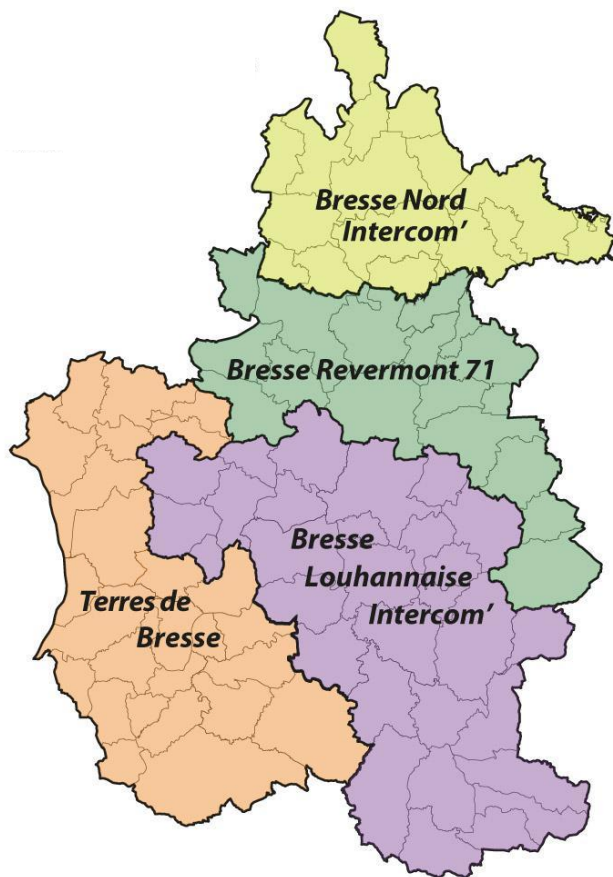 Bresse Nord
Intercom'
Bresse Revermont 71
Bresse
Louhannaise
Intercom'
Terres de
Bresse